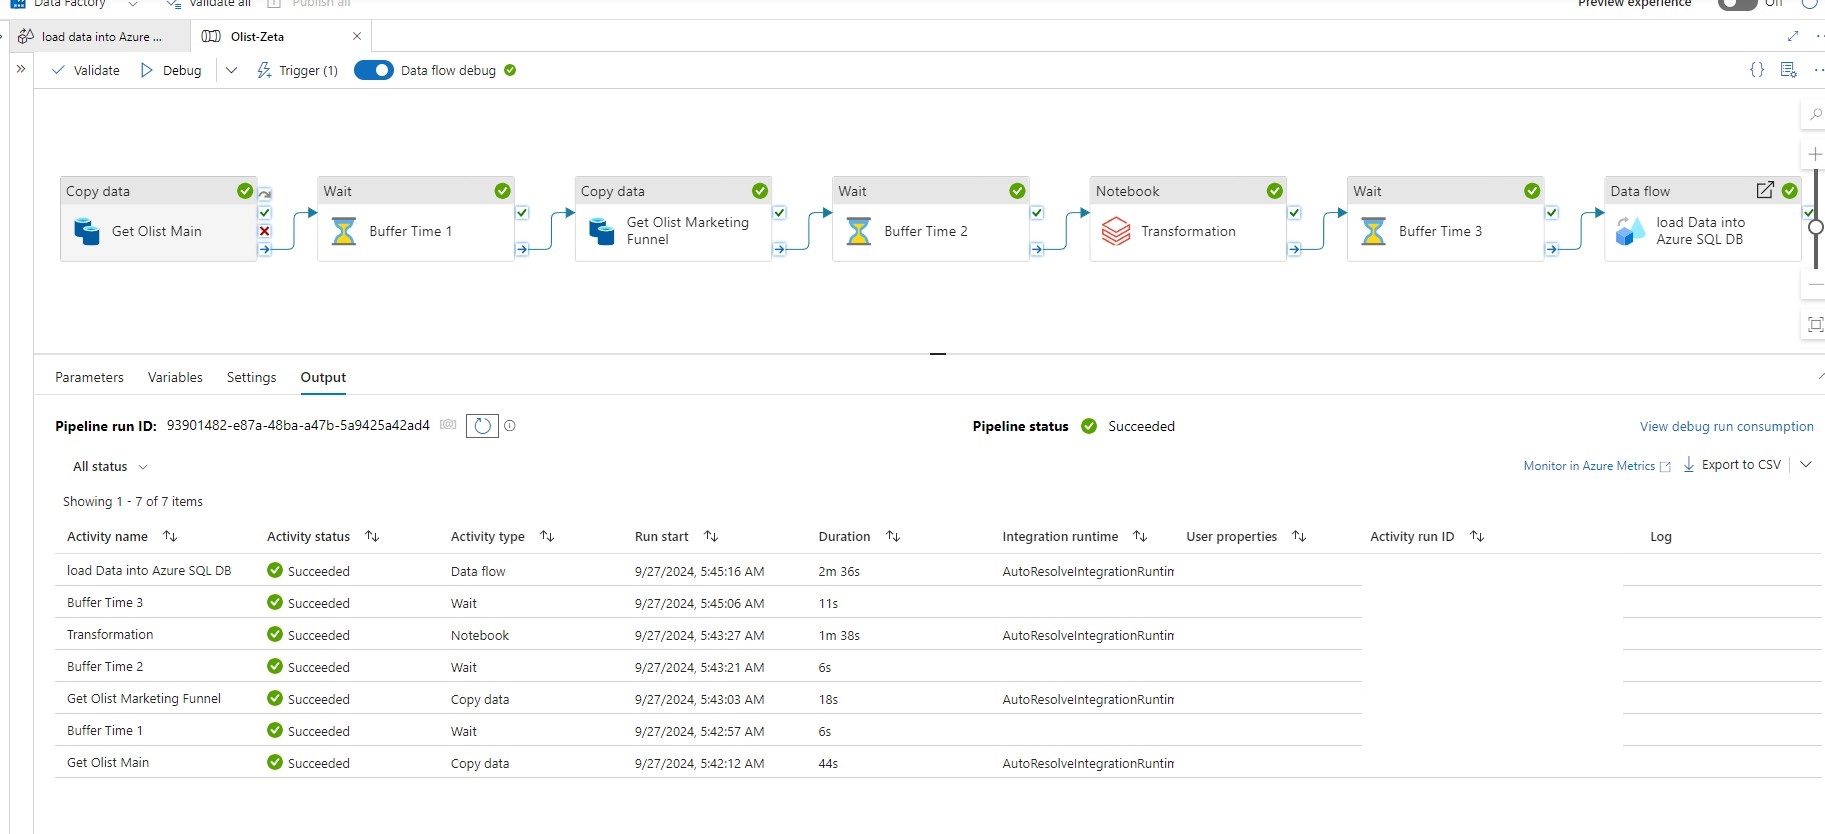 Data Factory Validate all Publish all Preview experience Off
load data into Azure ... Olist-Zeta
Validate Debug Trigger (1) Data flow debug
Copy data
Get Olist Main
Wait
Buffer Time 1
Copy data
Get Olist Marketing
Funnel
Wait
Buffer Time 2
Notebook
Transformation
Wait
Buffer Time 3
Data flow
load Data into
Azure SQL DB
Parameters Variables Settings Output
Pipeline run ID: 93901482-e87a-48ba-a47b-5a9425a42ad4 Pipeline status Succeeded View debug run consumption
All status Monitor in Azure Metrics Export to CSV
Showing 1 - 7 of 7 items
Activity name Activity status Activity type Run start Duration Integration runtime User properties Activity run ID Log
load Data into Azure SQL DB Succeeded Data flow 9/27/2024, 5:45:16 AM 2m 36s AutoResolveIntegrationRuntin
Buffer Time 3 Succeeded Wait 9/27/2024, 5:45:06 AM 11s
Transformation Succeeded Notebook 9/27/2024, 5:43:27 AM 1m 38s AutoResolveIntegrationRuntin
Buffer Time 2 Succeeded Wait 9/27/2024, 5:43:21 AM 6s
Get Olist Marketing Funnel Succeeded Copy data 9/27/2024, 5:43:03 AM 18s AutoResolveIntegrationRuntin
Buffer Time 1 Succeeded Wait 9/27/2024, 5:42:57 AM 6s
Get Olist Main Succeeded Copy data 9/27/2024, 5:42:12 AM 44s AutoResolveIntegrationRuntin